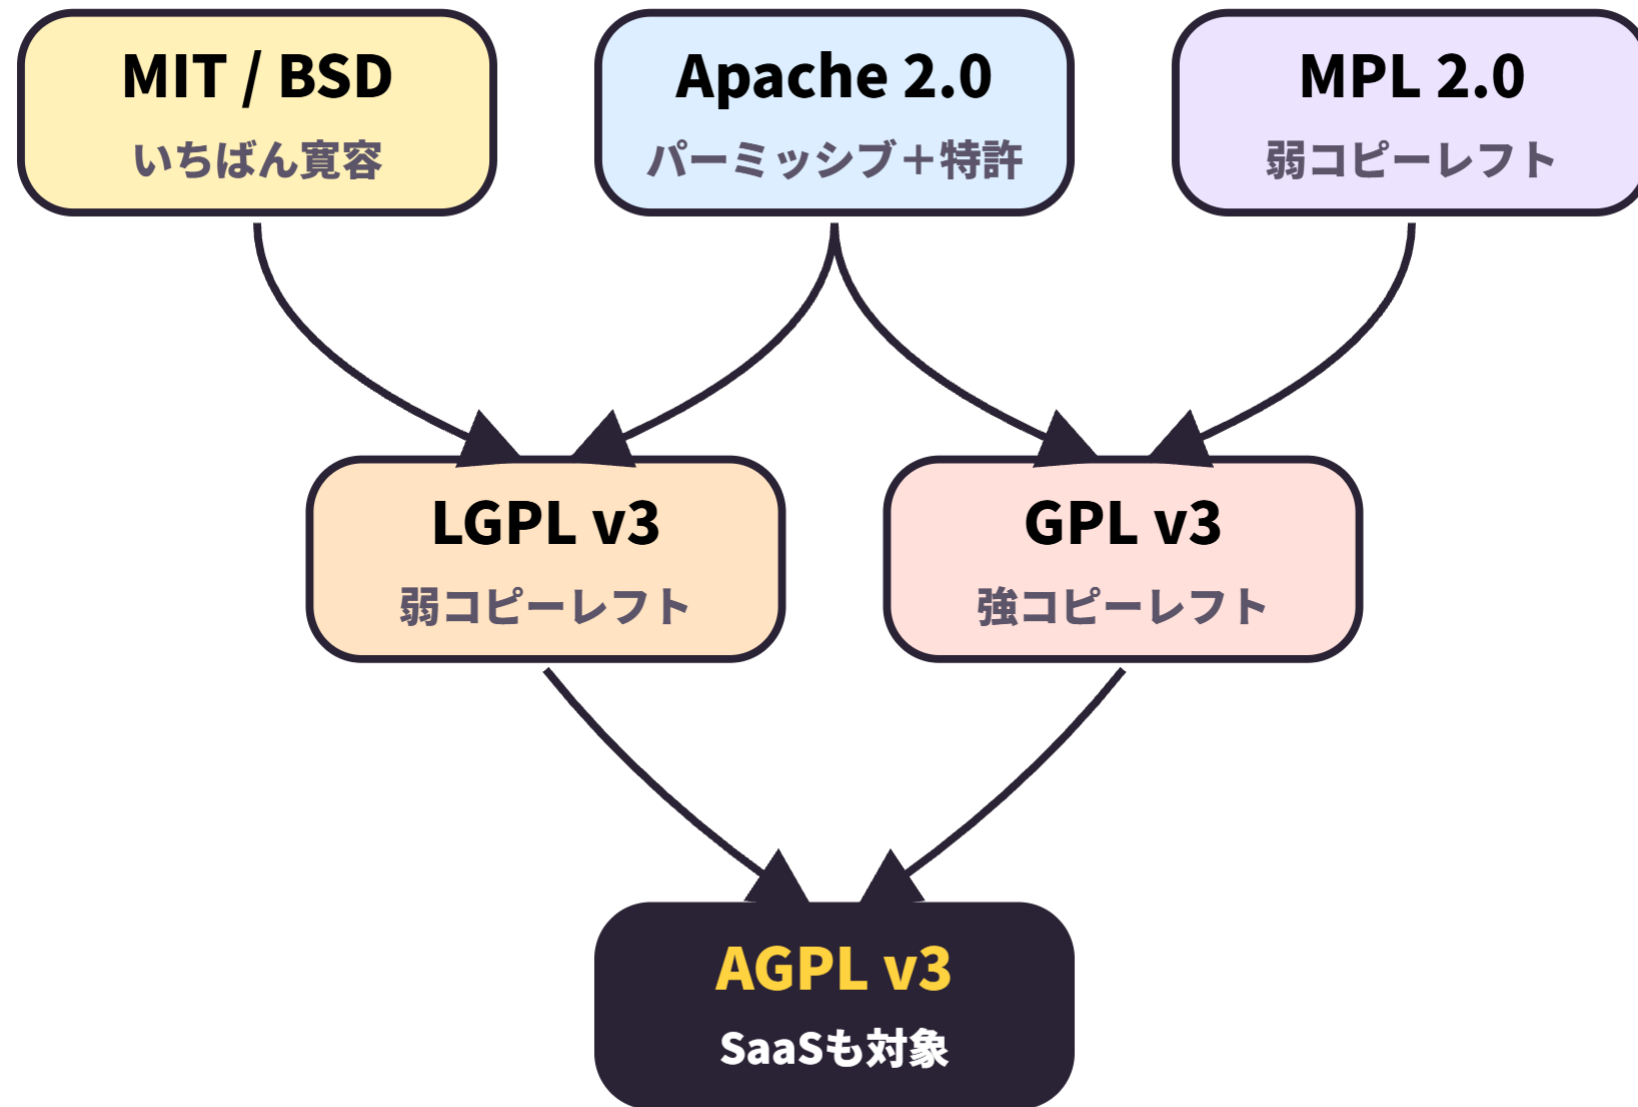 MIT / BSD
いちばん寛容
Apache 2.0
パーミッシブ＋特許
MPL 2.0
弱コピーレフト
LGPL v3
弱コピーレフト
GPL v3
強コピーレフト
AGPL v3
SaaSも対象